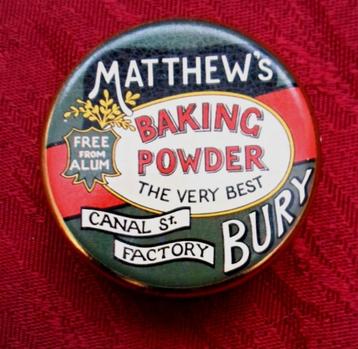 MATTHEW'S
BAKING
POWDER
THE VERY BEST
FREE
FROM
ALUM
CANAL St.
FACTORY
BURY